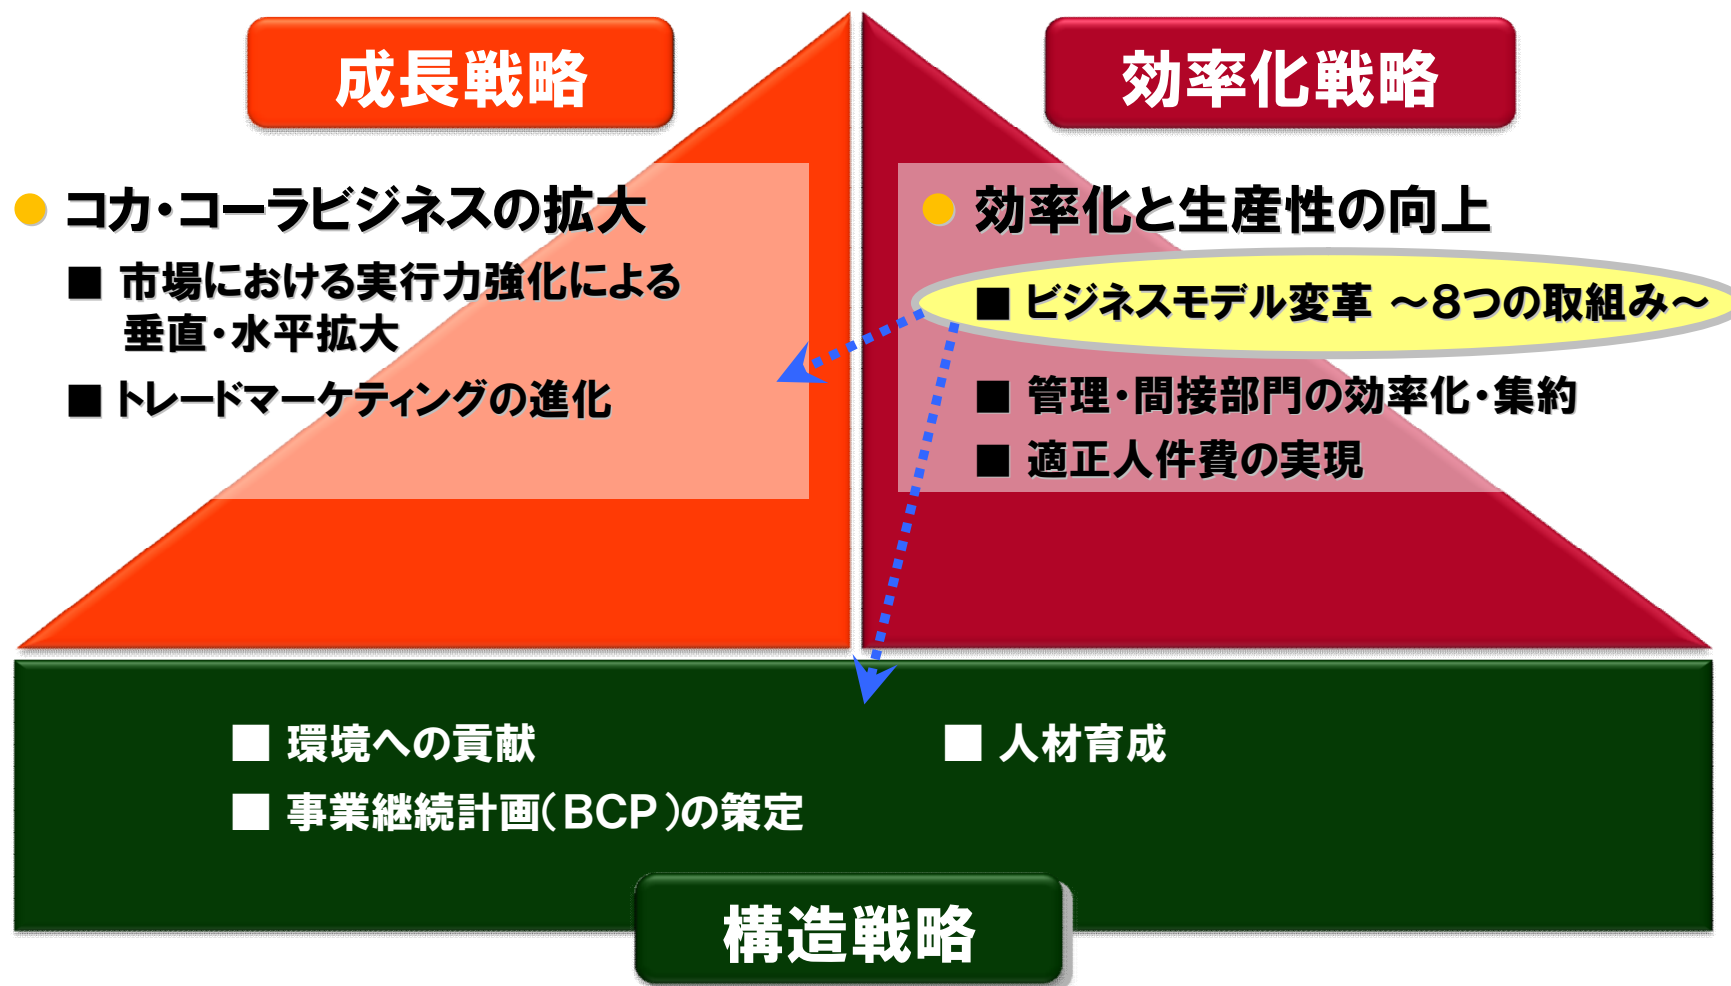 成長戦略
● コカ・コーラビジネスの拡大
■ 市場における実行力強化による
垂直・水平拡大
■ トレードマーケティングの進化
効率化戦略
● 効率化と生産性の向上
■ ビジネスモデル変革 ～８つの取組み～
■ 管理・間接部門の効率化・集約
■ 適正人件費の実現
■ 環境への貢献
■ 事業継続計画(BCP)の策定
■ 人材育成
構造戦略